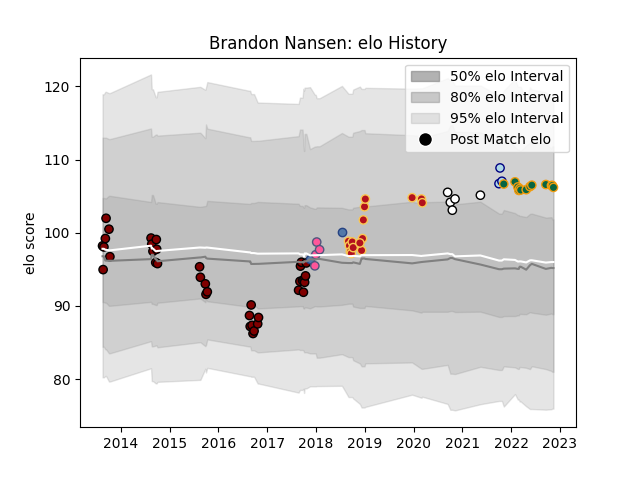 Brandon Nansen: elo History
50% elo Interval
80% elo Interval
95% elo Interval
Post Match elo
elo score
120
110
100
90
80
2014 2015 2016 2017 2018 2019 2020 2021 2022 2023